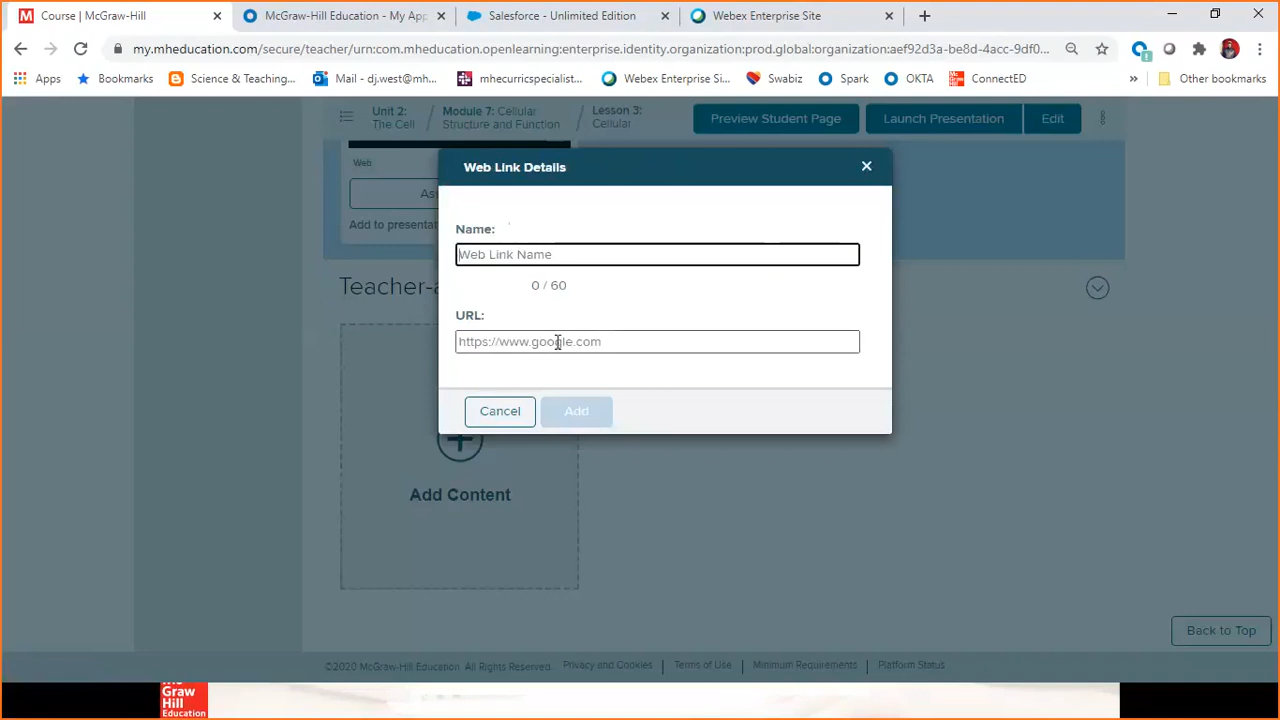 Course | McGraw-Hill
McGraw-Hill Education - My App
Salesforce - Unlimited Edition
Webex Enterprise Site
my.mheducation.com/secure/teacher/urn:com.mheducation.openlearning:enterprise.identity.organization:prod.global:organization:aef92d3a-be8d-4acc-9df0...
Apps
Bookmarks
Science & Teaching...
Mail - dj.west@mh...
mhecurricspecialist...
Webex Enterprise Si...
Swabiz
Spark
OKTA
ConnectED
»
Other bookmarks
Unit 2:
The Cell
Module 7: Cellular
Structure and Function
Lesson 3:
Cellular
Preview Student Page
Launch Presentation
Edit
Web
Add to presenta
Web Link Details
Name:
Web Link Name
0 / 60
URL:
https://www.google.com
Cancel
Add
Teacher-a
Add Content
Back to Top
©2020 McGraw-Hill Education. All Rights Reserved.
Privacy and Cookies
Terms of Use
Minimum Requirements
Platform Status
Mc
Graw
Hill
Education